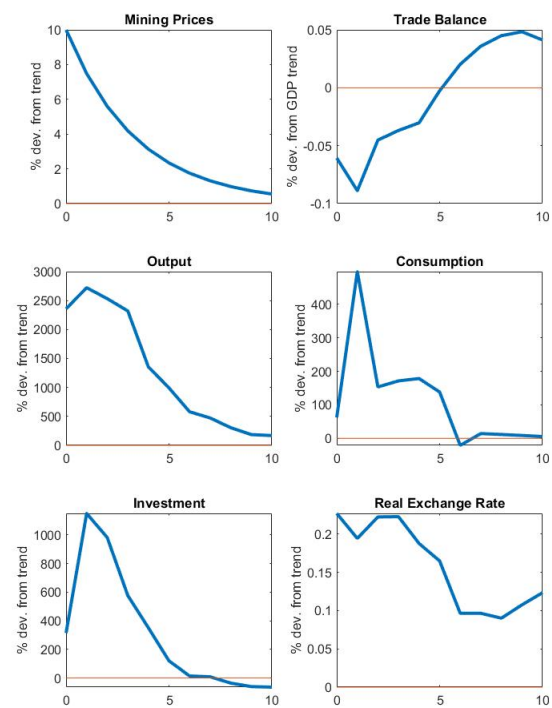 Mining Prices
% dev. from trend
10
8
6
4
2
0
0 5 10
Trade Balance
% dev. from GDP trend
0.05
0
-0.05
-0.1
0 5 10
Output
% dev. from trend
3000
2500
2000
1500
1000
500
0
0 5 10
Consumption
% dev. from trend
400
300
200
100
0
0 5 10
Investment
% dev. from trend
1000
800
600
400
200
0
0 5 10
Real Exchange Rate
% dev. from trend
0.2
0.15
0.1
0.05
0
0 5 10